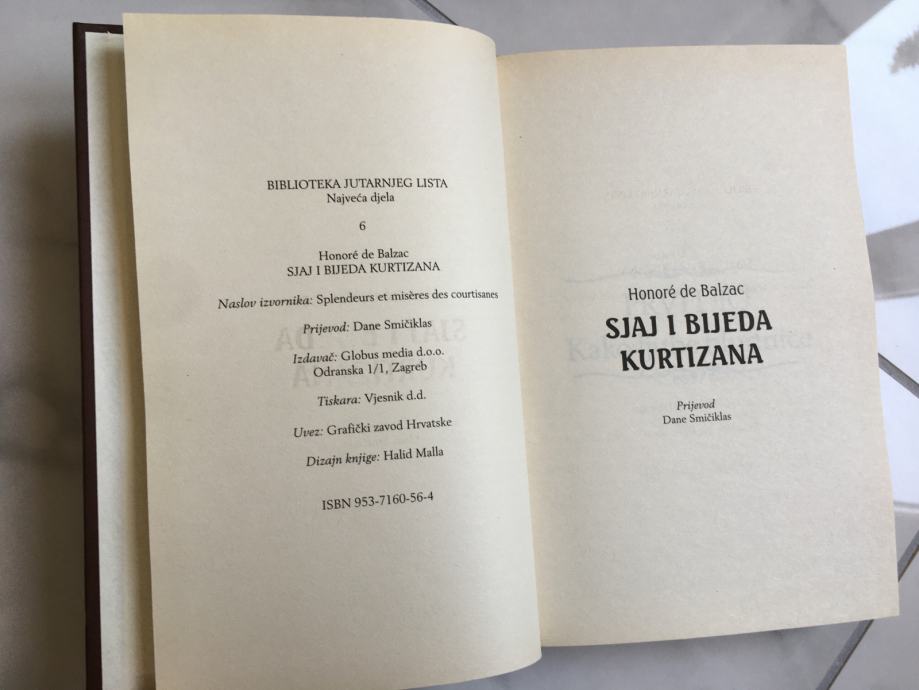 BIBLIOTEKA JUTARNJEG LISTA
Najveća djela
6
Honoré de Balzac
SJAJ I BIJEDA KURTIZANA
Naslov izvornika: Splendeurs et misères des courtisanes
Prijevod: Dane Smičiklas
Izdavač: Globus media d.o.o.
Odranska 1/1, Zagreb
Tiskara: Vjesnik d.d.
Uvez: Grafički zavod Hrvatske
Dizajn knjige: Halid Malla
ISBN 953-7160-56-4
Honoré de Balzac
SJAJ I BIJEDA
KURTIZANA
Prijevod
Dane Smičiklas